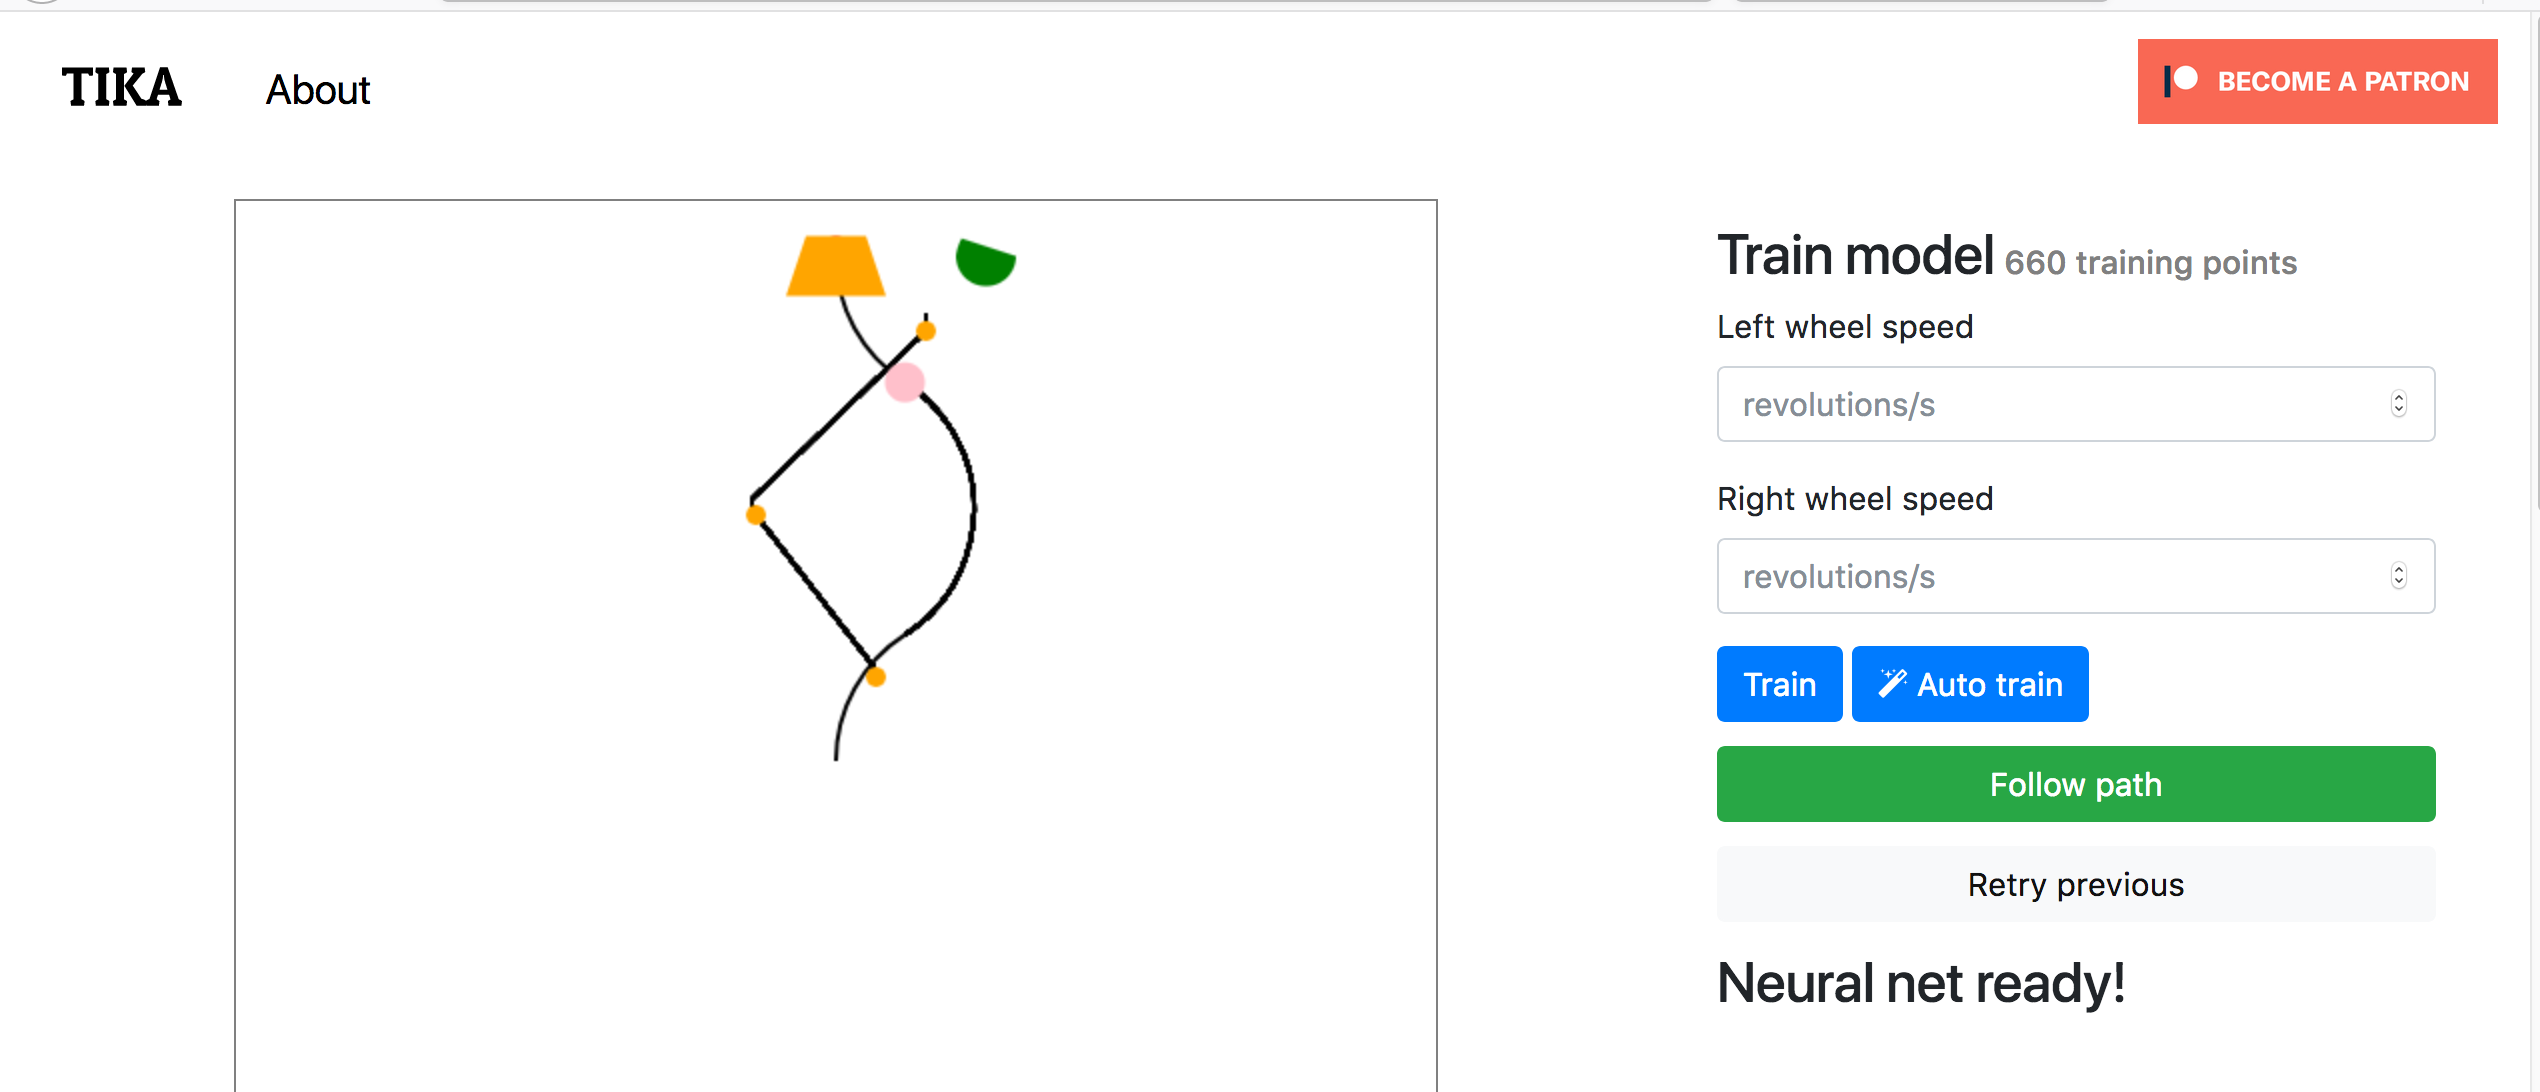 TIKA About
BECOME A PATRON
Train model 660 training points
Left wheel speed
revolutions/s
Right wheel speed
revolutions/s
Train Auto train
Follow path
Retry previous
Neural net ready!